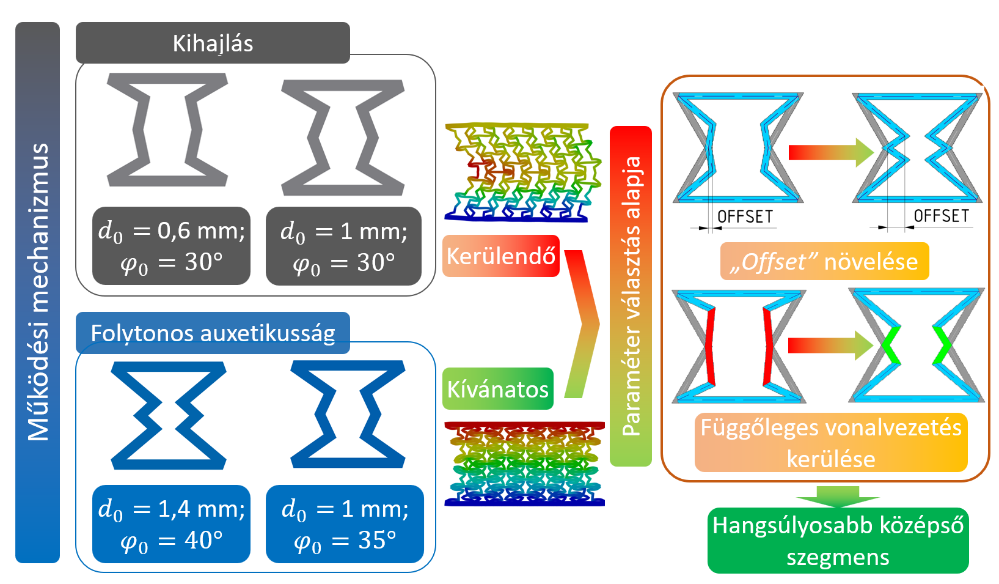 Működési mechanizmus
Kihajlás
d₀ = 0,6 mm;
φ₀ = 30°
d₀ = 1 mm;
φ₀ = 30°
Folytonos auxetikusság
d₀ = 1,4 mm;
φ₀ = 40°
d₀ = 1 mm;
φ₀ = 35°
Kerülendő
Kívánatos
Paraméter választás alapja
OFFSET
OFFSET
„Offset” növelése
Függőleges vonalvezetés
kerülése
Hangsúlyosabb középső
szegmens